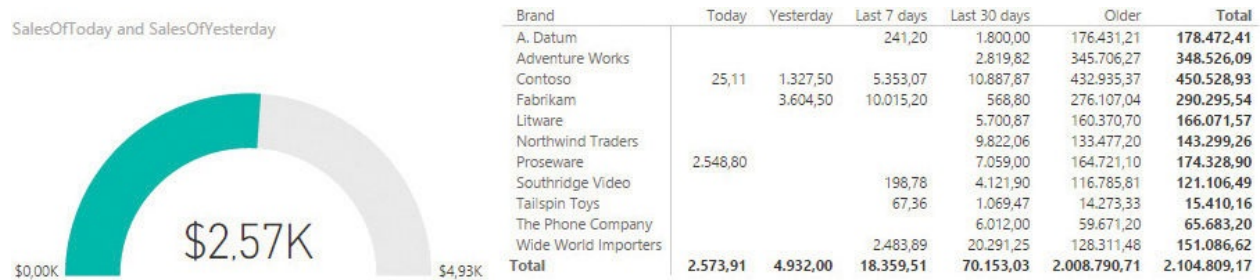 SalesOfToday and SalesOfYesterday
$2,57K
$0,00K
$4,93K
Brand Today Yesterday Last 7 days Last 30 days Older Total
A. Datum 241,20 1.800,00 176.431,21 178.472,41
Adventure Works 2.819,82 345.706,27 348.526,09
Contoso 25,11 1.327,50 5.353,07 10.887,87 432.935,37 450.528,93
Fabrikam 3.604,50 10.015,20 568,80 276.107,04 290.295,54
Litware 5.700,87 160.370,70 166.071,57
Northwind Traders 9.822,06 133.477,20 143.299,26
Proseware 2.548,80 7.059,00 164.721,10 174.328,90
Southridge Video 198,78 4.121,90 116.785,81 121.106,49
Tailspin Toys 67,36 1.069,47 14.273,33 15.410,16
The Phone Company 6.012,00 59.671,20 65.683,20
Wide World Importers 2.483,89 20.291,25 128.311,48 151.086,62
Total 2.573,91 4.932,00 18.359,51 70.153,03 2.008.790,71 2.104.809,17